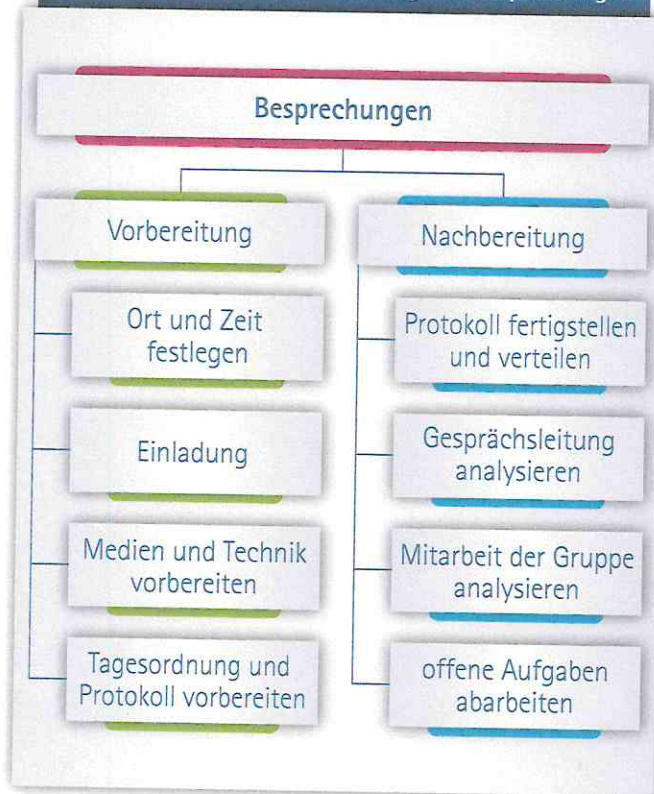 Besprechungen
Vorbereitung
Ort und Zeit
festlegen
Einladung
Medien und Technik
vorbereiten
Tagesordnung und
Protokoll vorbereiten
Nachbereitung
Protokoll fertigstellen
und verteilen
Gesprächsleitung
analysieren
Mitarbeit der Gruppe
analysieren
offene Aufgaben
abarbeiten